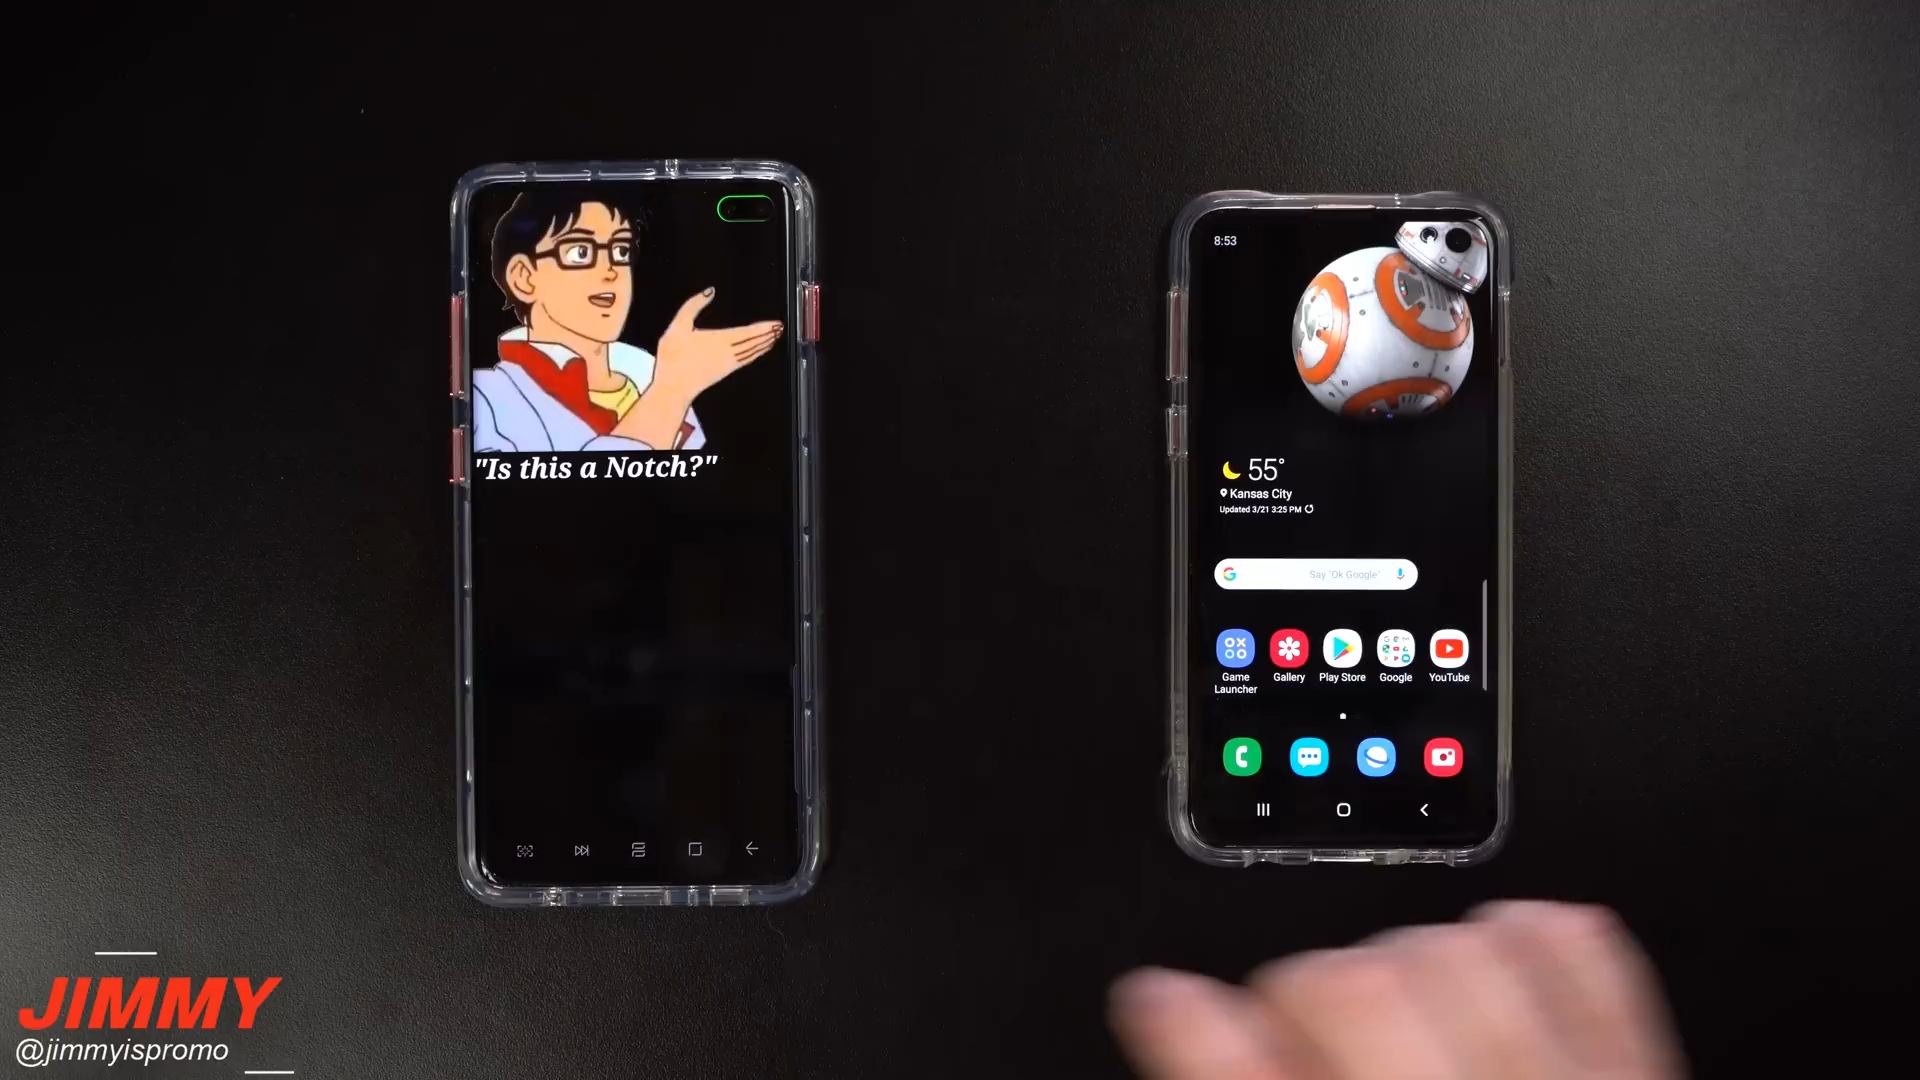 "Is this a Notch?"
8:53
55°
Kansas City
Updated 3/21 3:25 PM
Say "Ok Google"
Game Launcher
Gallery
Play Store
Google
YouTube
JIMMY
@jimmyispromo